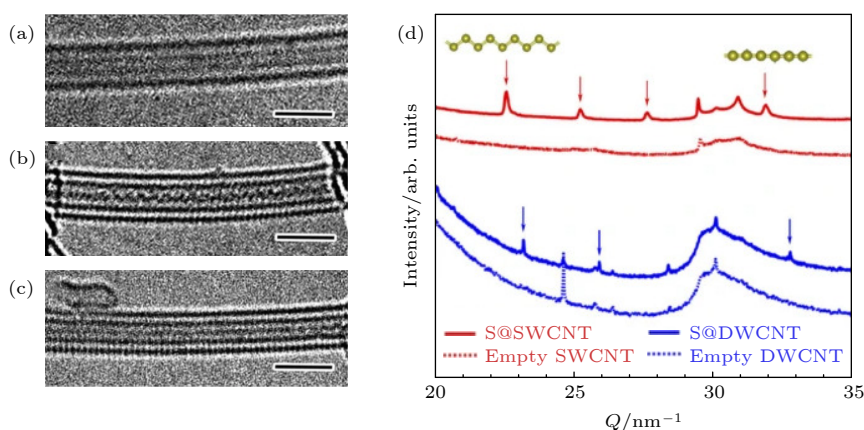 (a)
(b)
(c)
(d)
Intensity/arb. units
S@SWCNT
Empty SWCNT
S@DWCNT
Empty DWCNT
20 25 30 35
Q/nm⁻¹